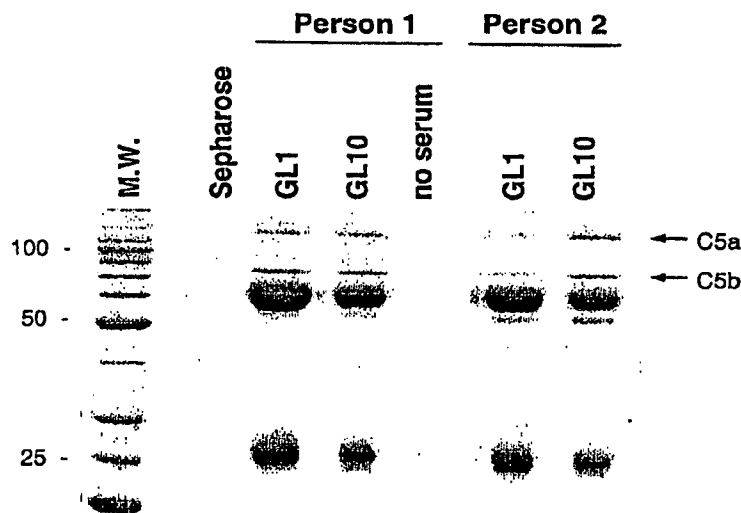 Person 1 Person 2
M.W. Sepharose GL1 GL10 no serum GL1 GL10
100 -
C5a
C5b
50 -
25 -